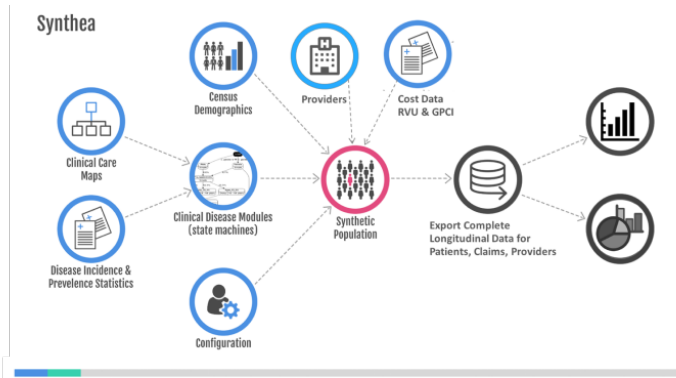 Synthea
Census
Demographics
Providers
Cost Data
RVU & GPCI
Clinical Care
Maps
Clinical Disease Modules
(state machines)
Synthetic
Population
Export Complete
Longitudinal Data for
Patients, Claims, Providers
Disease Incidence &
Prevelence Statistics
Configuration